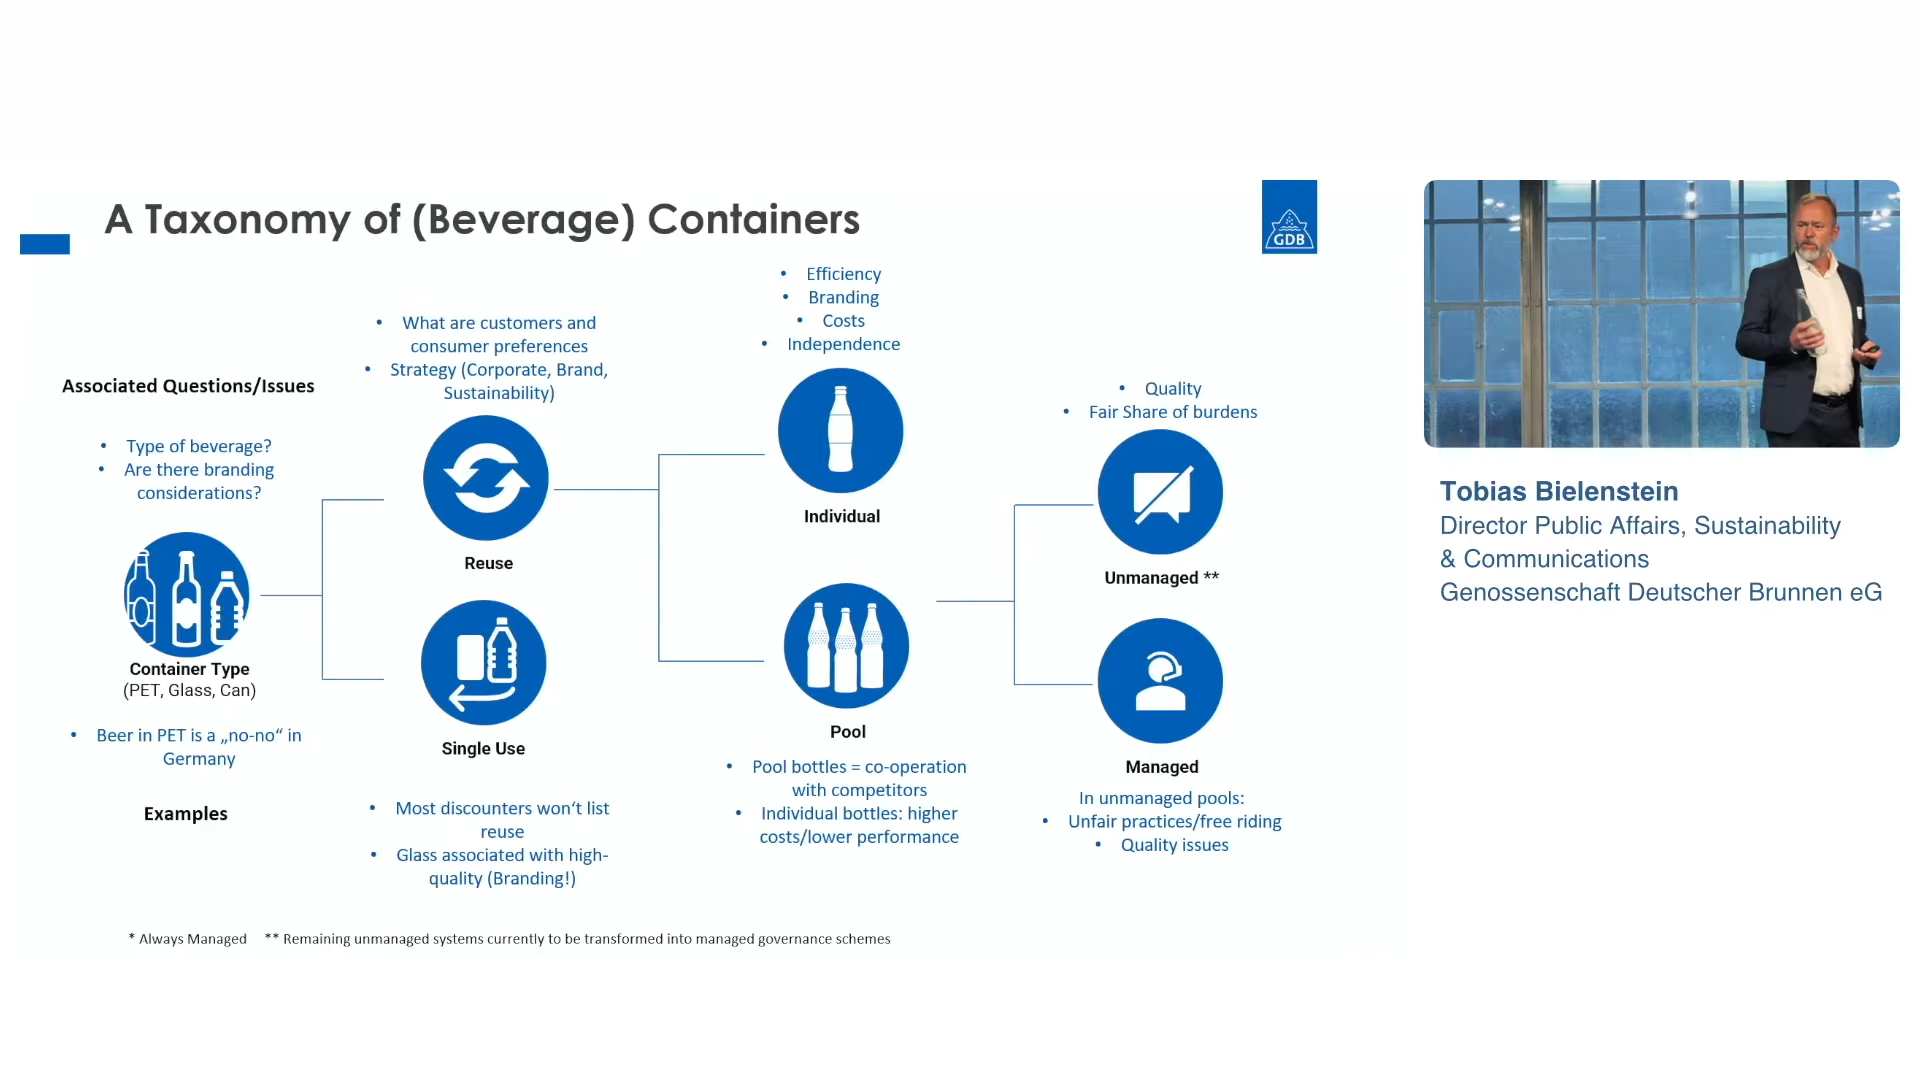 A Taxonomy of (Beverage) Containers
GDB
Associated Questions/Issues
• Type of beverage?
• Are there branding
considerations?
Container Type
(PET, Glass, Can)
• Beer in PET is a „no-no“ in
Germany
Examples
• What are customers and
consumer preferences
• Strategy (Corporate, Brand,
Sustainability)
Reuse
Single Use
• Most discounters won‘t list
reuse
• Glass associated with high-
quality (Branding!)
• Efficiency
• Branding
• Costs
• Independence
Individual
Pool
• Pool bottles = co-operation
with competitors
• Individual bottles: higher
costs/lower performance
• Quality
• Fair Share of burdens
Unmanaged **
Managed
In unmanaged pools:
• Unfair practices/free riding
• Quality issues
* Always Managed ** Remaining unmanaged systems currently to be transformed into managed governance schemes
Tobias Bielenstein
Director Public Affairs, Sustainability
& Communications
Genossenschaft Deutscher Brunnen eG